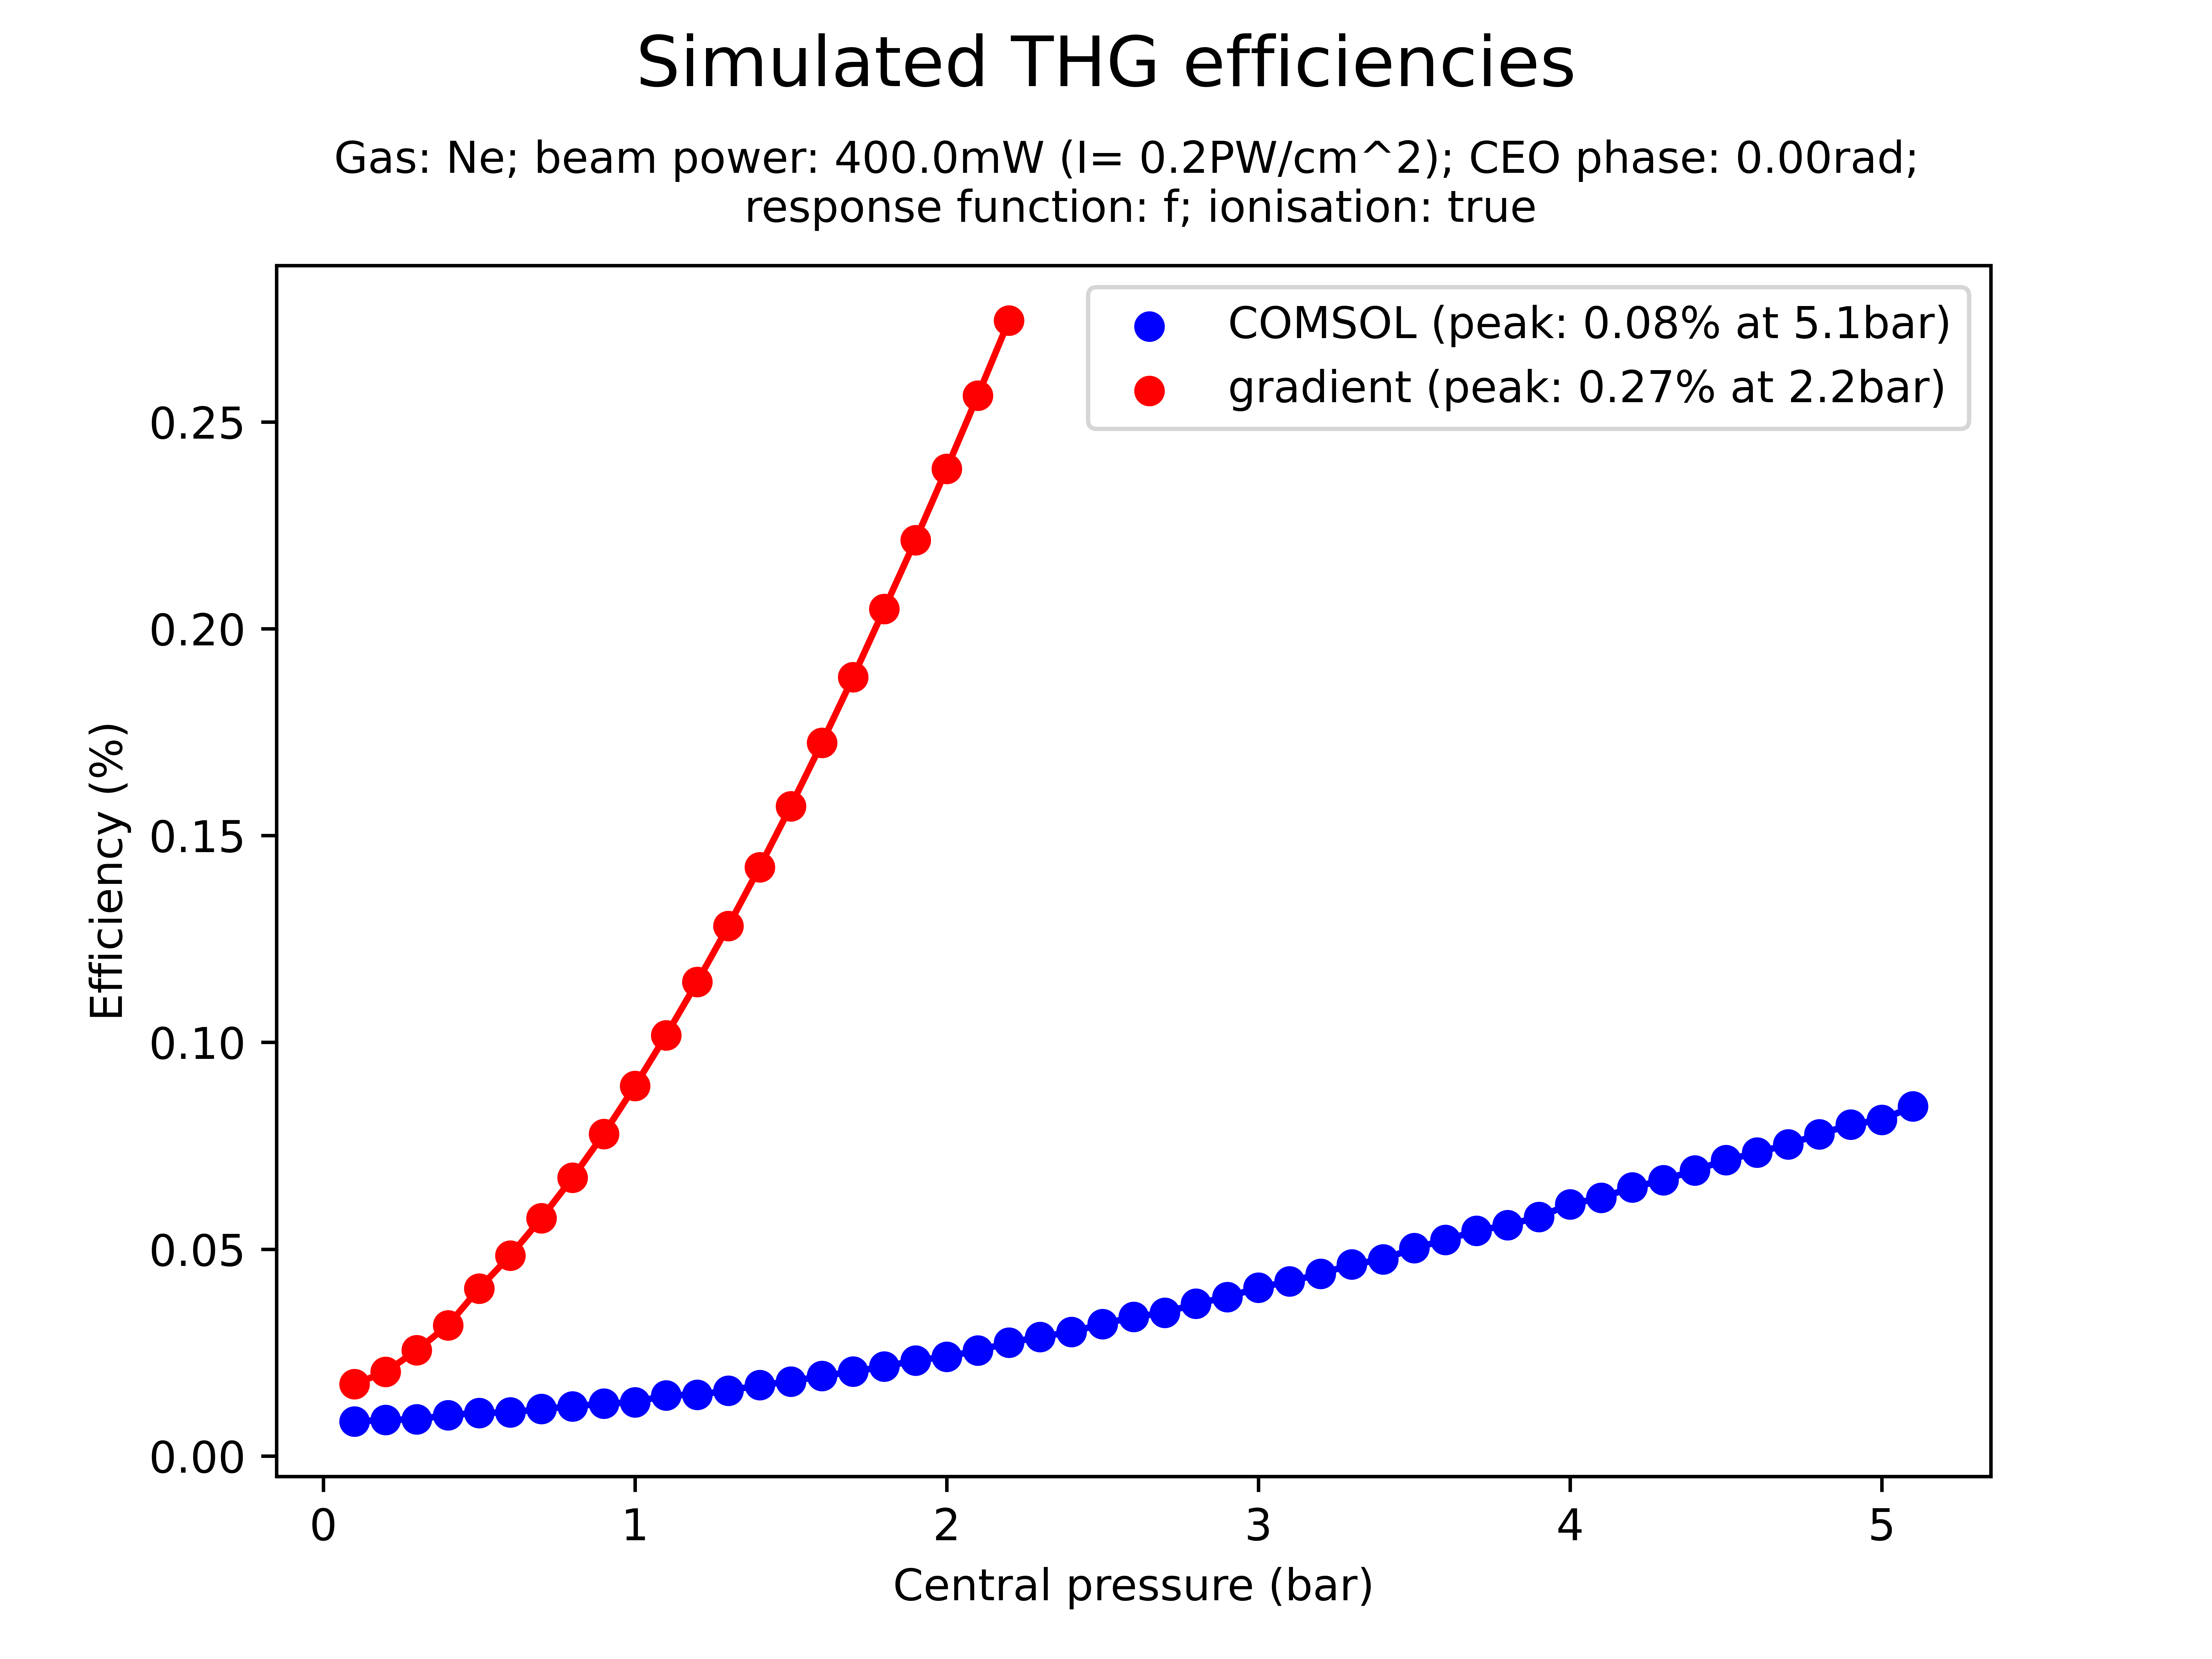 Simulated THG efficiencies
Gas: Ne; beam power: 400.0mW (I= 0.2PW/cm^2); CEO phase: 0.00rad;
response function: f; ionisation: true
COMSOL (peak: 0.08% at 5.1bar)
gradient (peak: 0.27% at 2.2bar)
Efficiency (%)
0.25
0.20
0.15
0.10
0.05
0.00
0 1 2 3 4 5
Central pressure (bar)